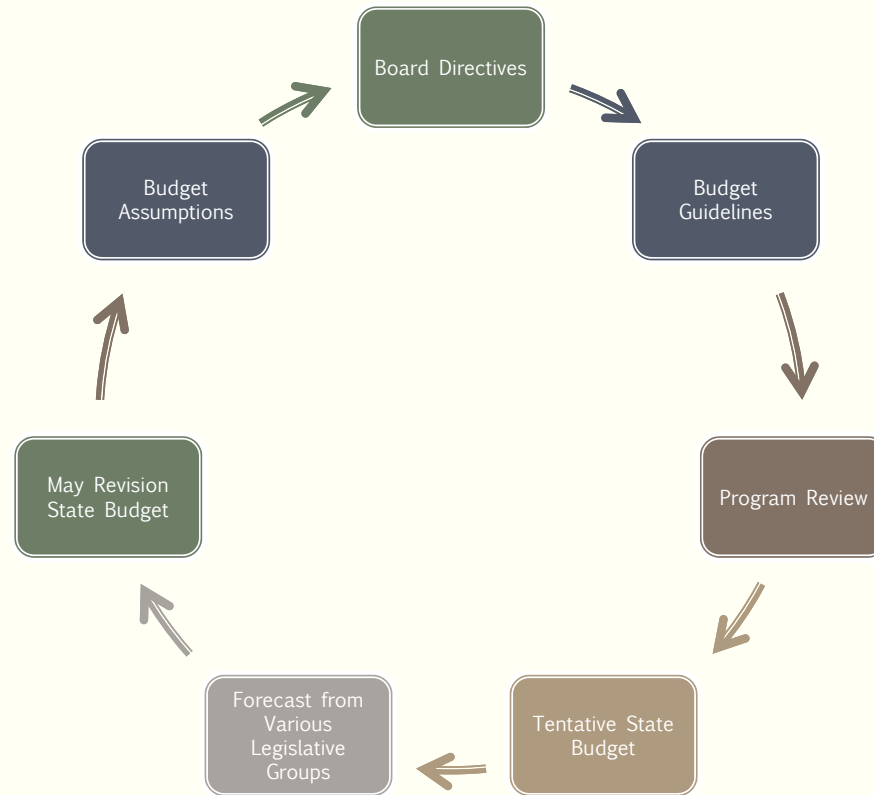 Board Directives
Budget
Guidelines
Program Review
Tentative State
Budget
Forecast from
Various
Legislative
Groups
May Revision
State Budget
Budget
Assumptions